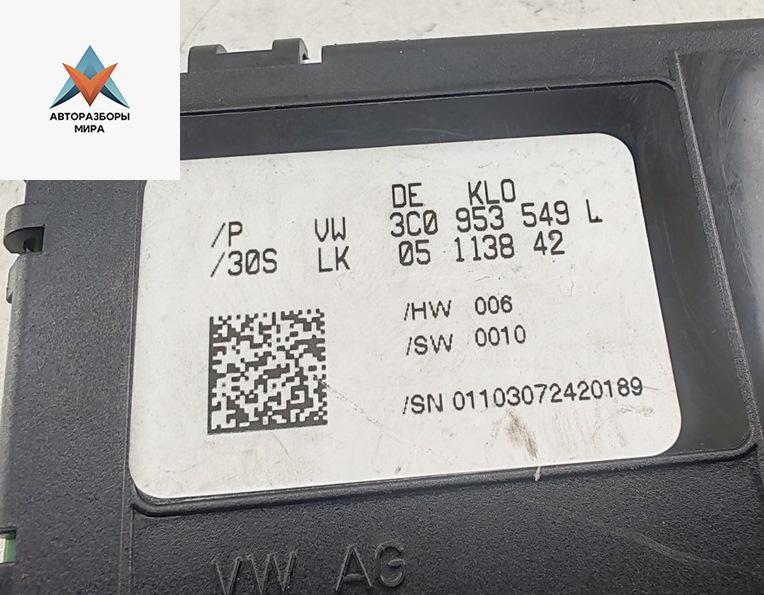 АВТОРАЗБОРЫ
МИРА
DE KLO
/P VW 3C0 953 549 L
/30S LK 05 1138 42
/HW 006
/SW 0010
/SN 01103072420189
VW AG